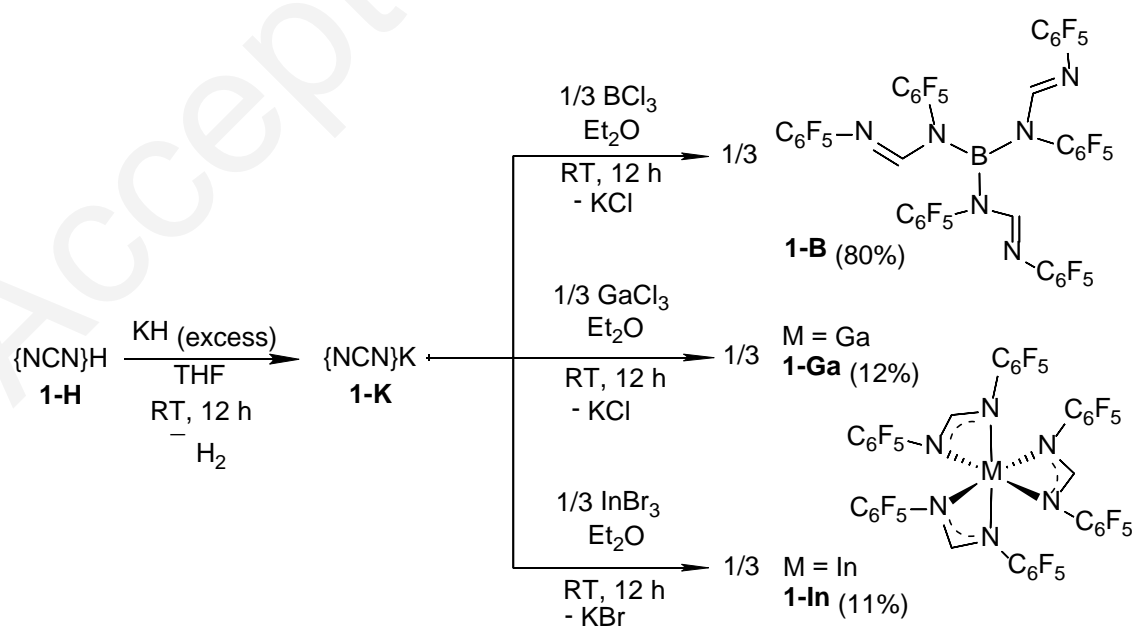 Accept
{NCN}H
1-H
KH (excess)
THF
RT, 12 h
–
H2
{NCN}K
1-K
1/3 BCl3
Et2O
RT, 12 h
- KCl
1/3
C6F5
N
C6F5
N
C6F5
N
N
C6F5
B
N
C6F5
N
C6F5
1-B (80%)
1/3 GaCl3
Et2O
RT, 12 h
- KCl
1/3
M = Ga
1-Ga (12%)
1/3 InBr3
Et2O
RT, 12 h
- KBr
1/3
M = In
1-In (11%)
C6F5
N
C6F5
N
C6F5
N
M
N
C6F5
C6F5
N
N
C6F5